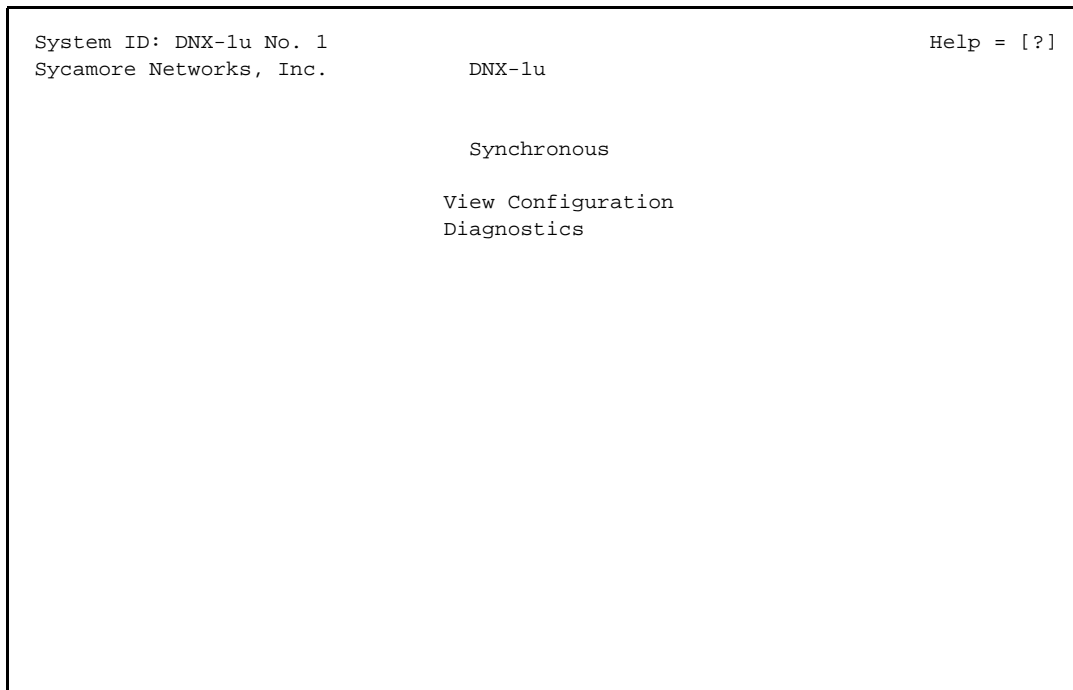 System ID: DNX-1u No. 1 Help = [?]
Sycamore Networks, Inc. DNX-1u
Synchronous
View Configuration
Diagnostics